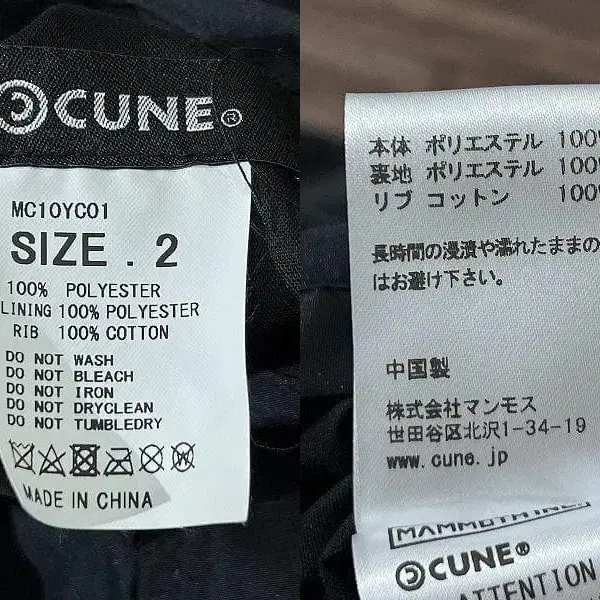 CUNE®
MC10YC01
SIZE . 2
100% POLYESTER
LINING 100% POLYESTER
RIB 100% COTTON
DO NOT WASH
DO NOT BLEACH
DO NOT IRON
DO NOT DRYCLEAN
DO NOT TUMBLEDRY
MADE IN CHINA
本体 ポリエステル 100%
裏地 ポリエステル 100%
リブ コットン 100%
長時間の浸漬や濡れたままの
はお避け下さい。
中国製
株式会社マンモス
世田谷区北沢1-34-19
www.cune.jp
CUNE®
ATTENTION